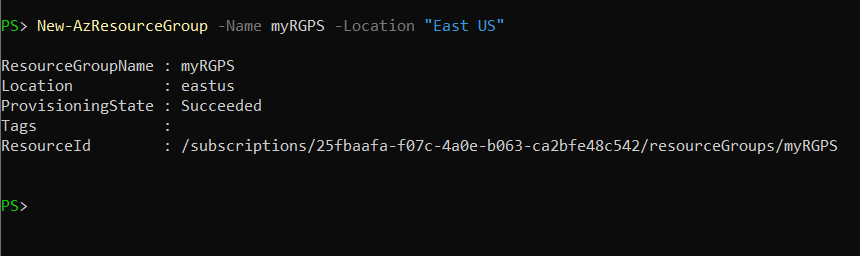 PS> New-AzResourceGroup -Name myRGPS -Location "East US"
ResourceGroupName : myRGPS
Location          : eastus
ProvisioningState : Succeeded
Tags              :
ResourceId        : /subscriptions/25fbaafa-f07c-4a0e-b063-ca2bfe48c542/resourceGroups/myRGPS
PS>